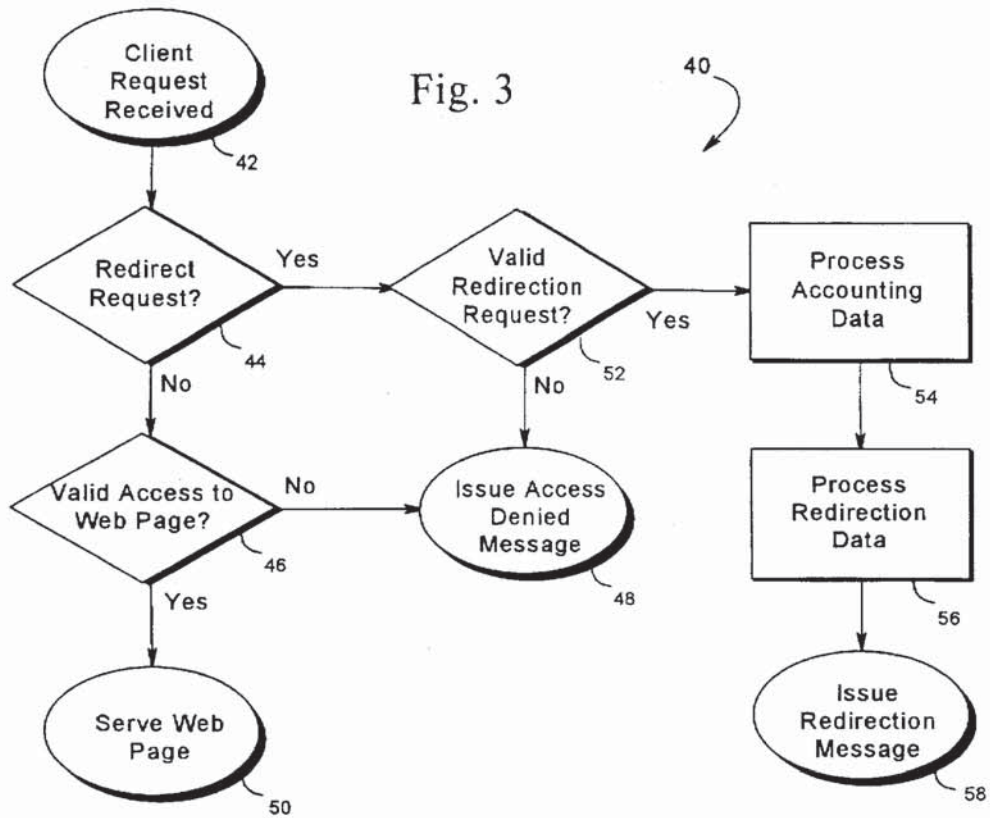 Client
Request
Received
42
Fig. 3
40
Redirect
Request?
44
Yes
No
Valid
Redirection
Request?
52
Yes
No
Process
Accounting
Data
54
Valid Access to
Web Page?
46
No
Yes
Issue Access
Denied
Message
48
Process
Redirection
Data
56
Serve Web
Page
50
Issue
Redirection
Message
58